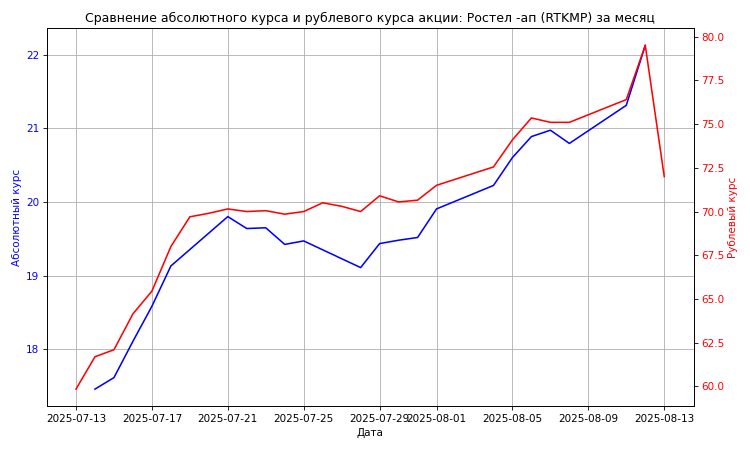 Сравнение абсолютного курса и рублевого курса акции: Ростел -ап (RTKMP) за месяц
Абсолютный курс
22
21
20
19
18
80.0
77.5
75.0
72.5
70.0
67.5
65.0
62.5
60.0
Рублевый курс
2025-07-13 2025-07-17 2025-07-21 2025-07-25 2025-07-29 2025-08-01 2025-08-05 2025-08-09 2025-08-13
Дата